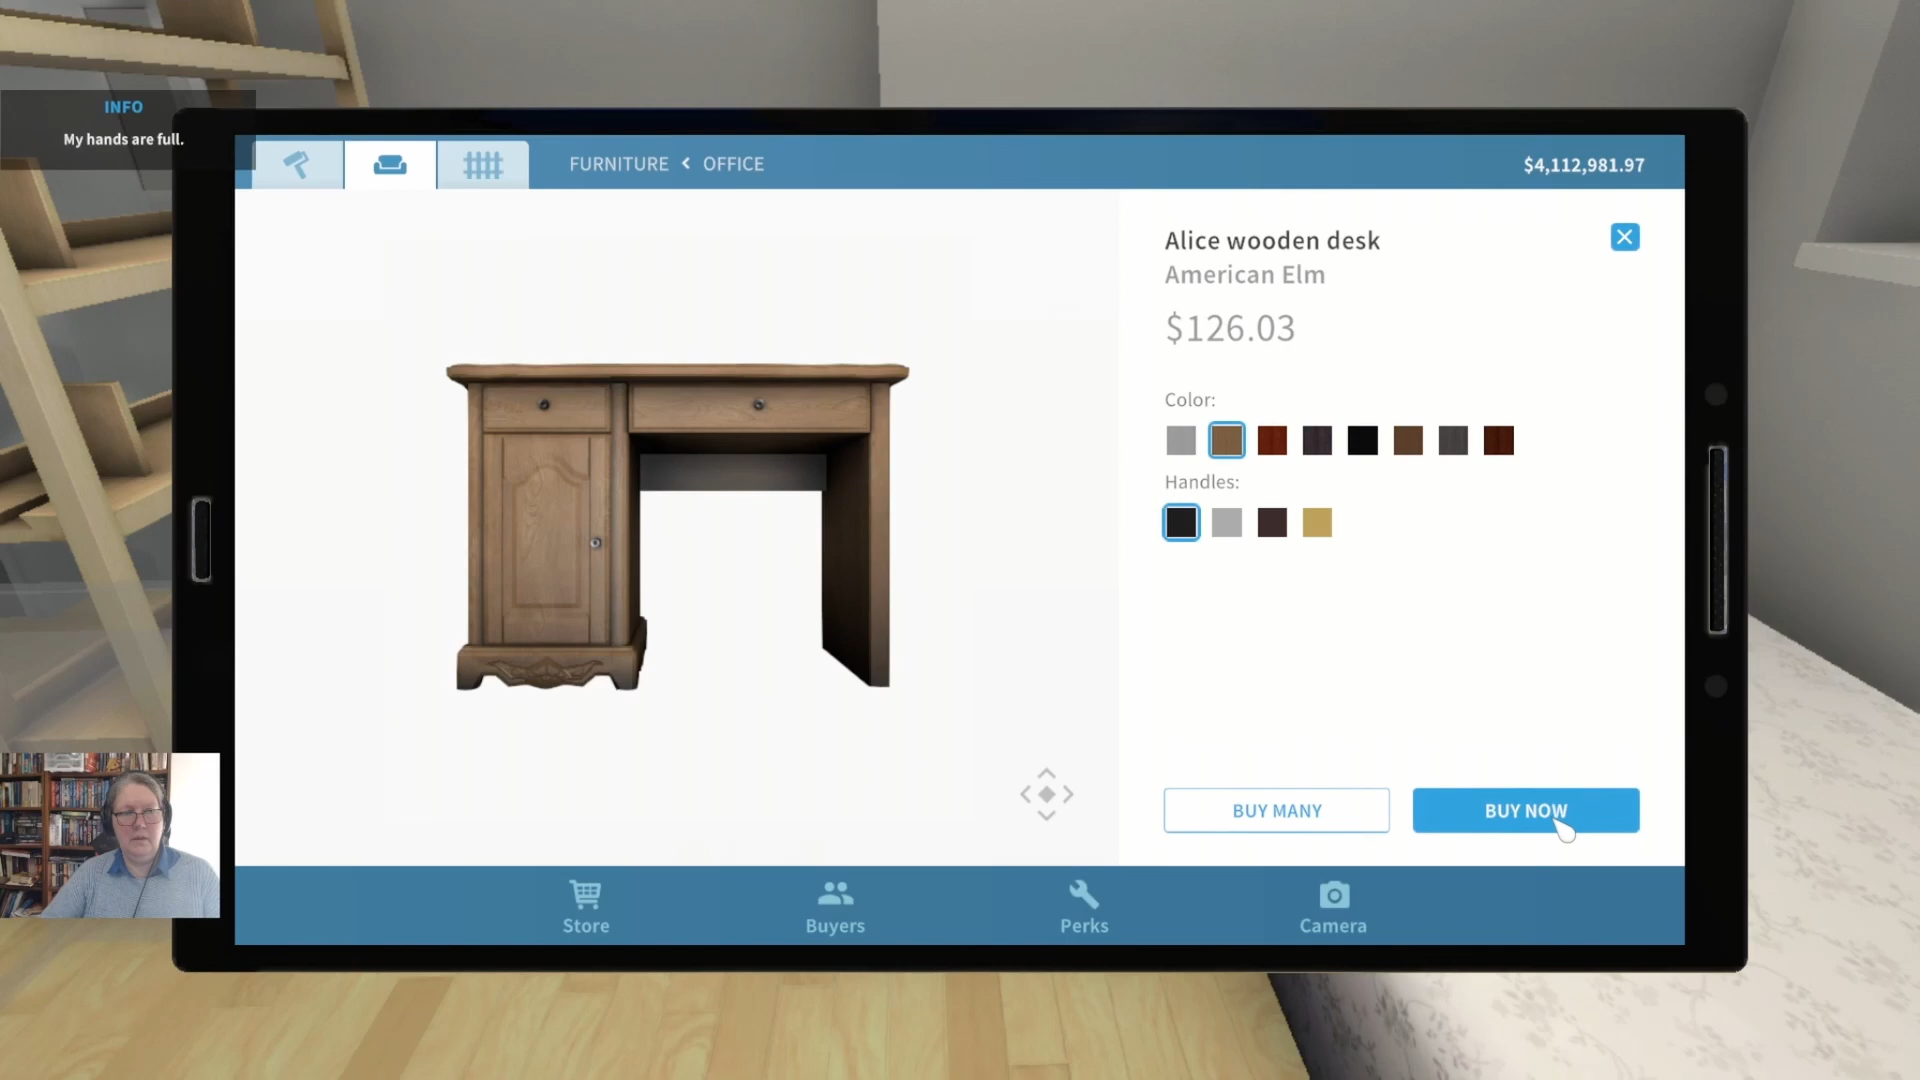 INFO
My hands are full.
FURNITURE < OFFICE
$4,112,981.97
Alice wooden desk
American Elm
$126.03
Color:
Handles:
BUY MANY
BUY NOW
Store
Buyers
Perks
Camera